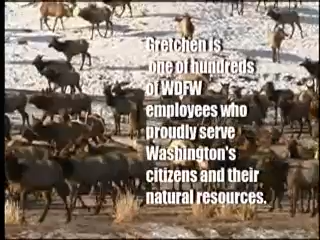 Gretchen is
one of hundreds
of WDFW
employees who
proudly serve
Washington's
citizens and their
natural resources.